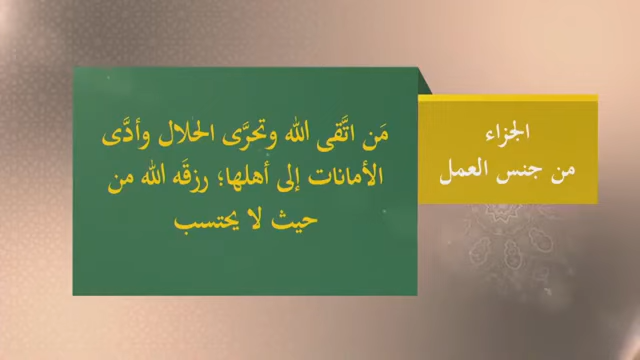 الجزاء
من جنس العمل
مَن اتَّقى الله وتحرَّى الحلال وأدَّى
الأمانات إلى أهلها؛ رزقَه الله من
حيث لا يحتسب